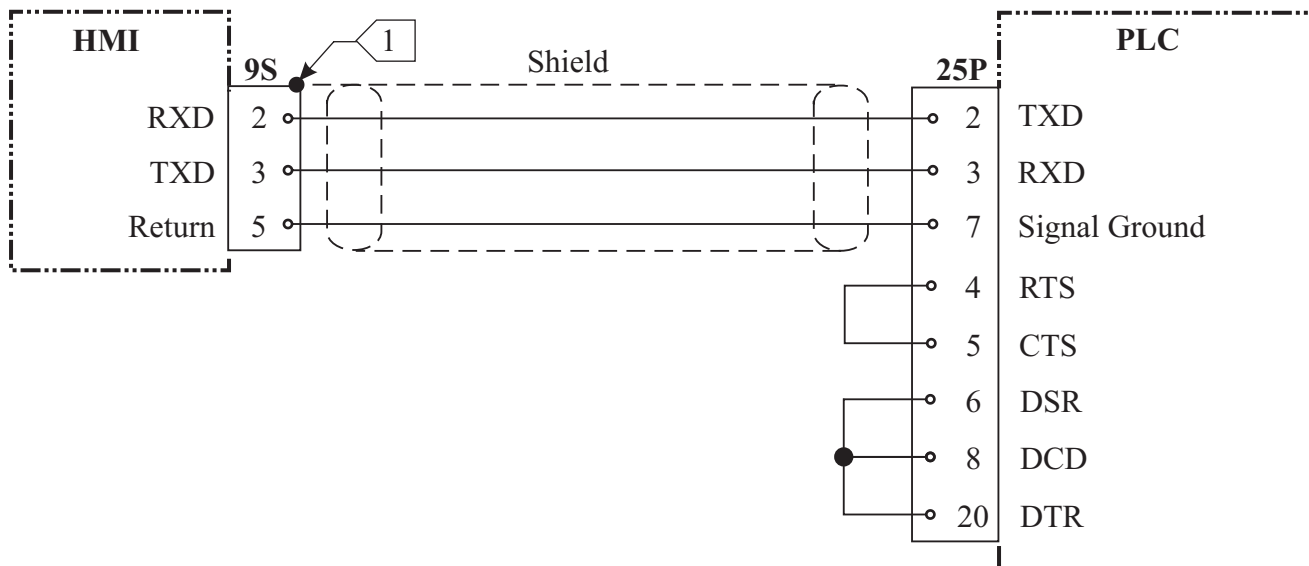 HMI
1
PLC
9S
Shield
25P
RXD 2
2 TXD
TXD 3
3 RXD
Return 5
7 Signal Ground
4 RTS
5 CTS
6 DSR
8 DCD
20 DTR